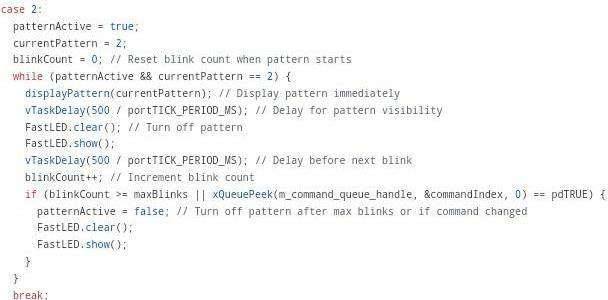 case 2:
patternActive = true;
currentPattern = 2;
blinkCount = 0; // Reset blink count when pattern starts
while (patternActive && currentPattern == 2) {
displayPattern(currentPattern); // Display pattern immediately
vTaskDelay(500 / portTICK_PERIOD_MS); // Delay for pattern visibility
FastLED.clear(); // Turn off pattern
FastLED.show();
vTaskDelay(500 / portTICK_PERIOD_MS); // Delay before next blink
blinkCount++; // Increment blink count
if (blinkCount >= maxBlinks || xQueuePeek(m_command_queue_handle, &commandIndex, 0) == pdTRUE) {
patternActive = false; // Turn off pattern after max blinks or if command changed
FastLED.clear();
FastLED.show();
}
}
break;